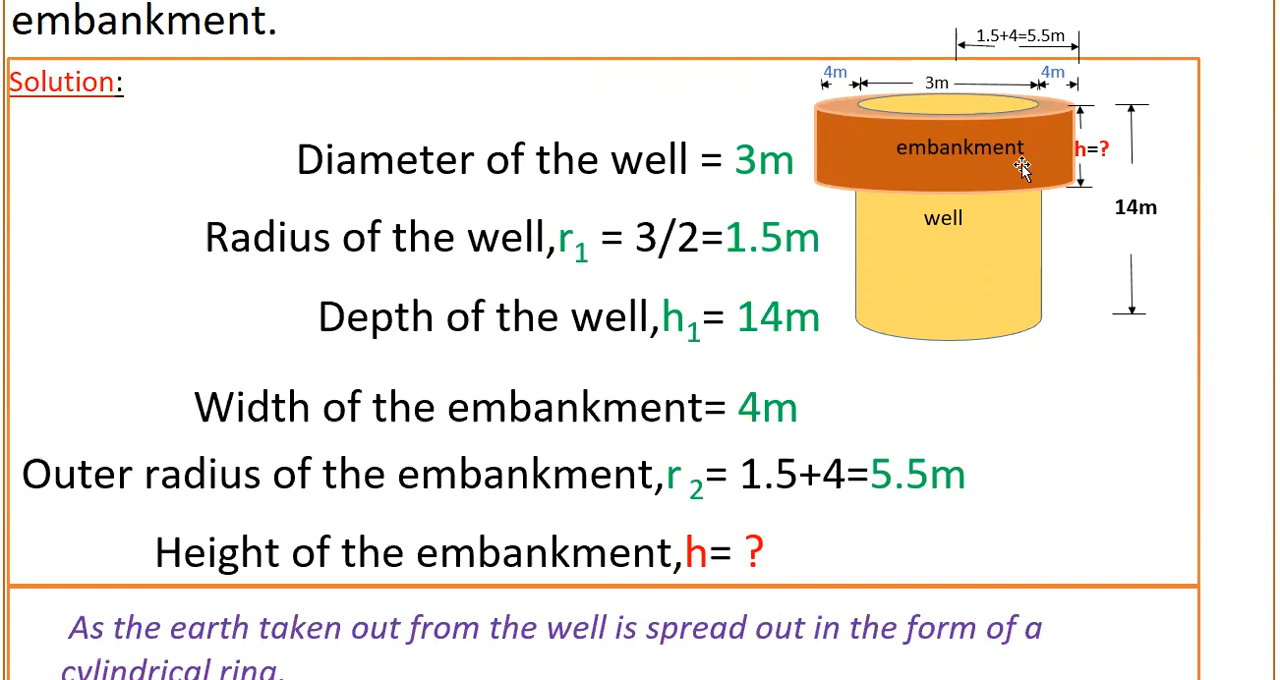 embankment.
Solution:
1.5+4=5.5m
4m 3m 4m
embankment h=?
well
14m
Diameter of the well = 3m
Radius of the well,r1 = 3/2=1.5m
Depth of the well,h1= 14m
Width of the embankment= 4m
Outer radius of the embankment,r 2= 1.5+4=5.5m
Height of the embankment,h= ?
As the earth taken out from the well is spread out in the form of a
cylindrical ring.